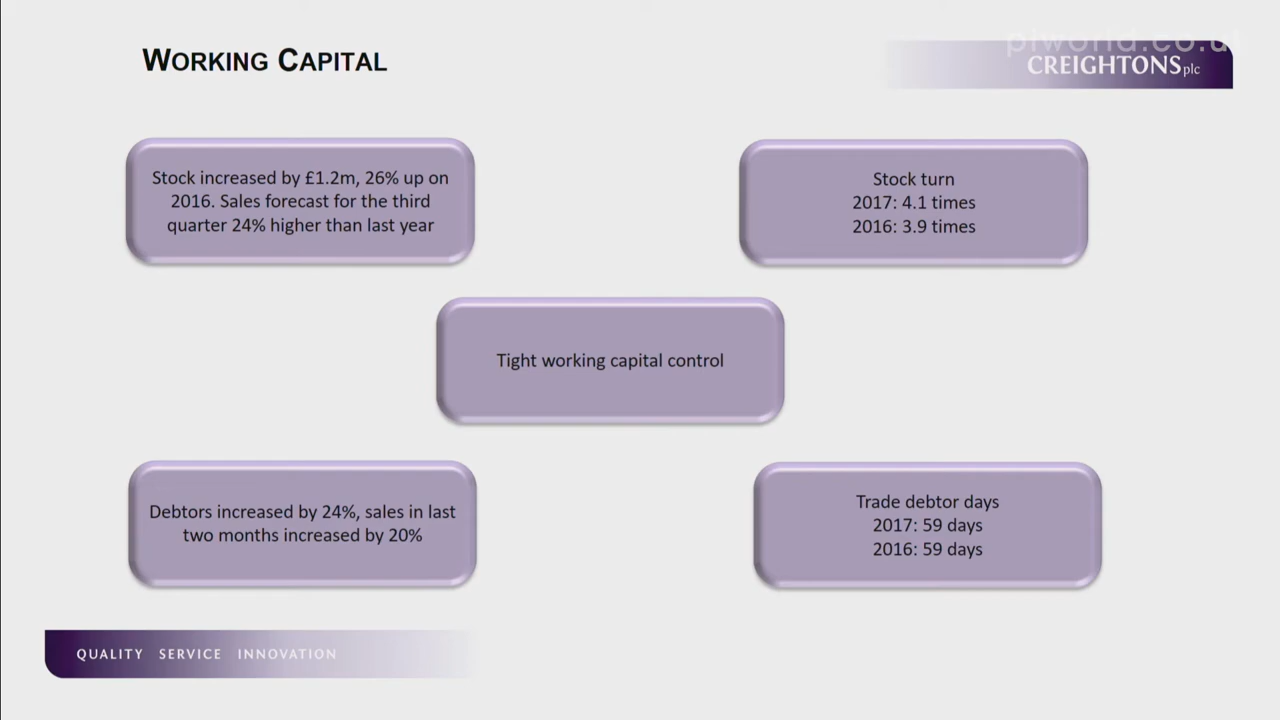 WORKING CAPITAL
piworld.co.uk
CREIGHTONS plc
Stock increased by £1.2m, 26% up on
2016. Sales forecast for the third
quarter 24% higher than last year
Stock turn
2017: 4.1 times
2016: 3.9 times
Tight working capital control
Debtors increased by 24%, sales in last
two months increased by 20%
Trade debtor days
2017: 59 days
2016: 59 days
QUALITY SERVICE INNOVATION